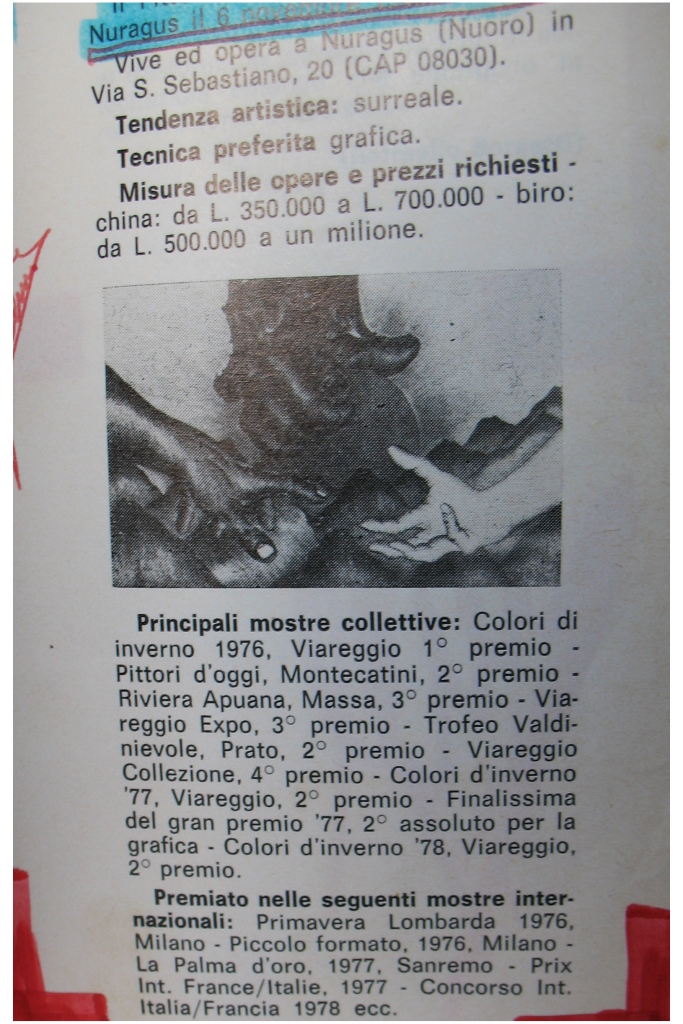 Nuragus il 6
Vive ed opera a Nuragus (Nuoro) in
Via S. Sebastiano, 20 (CAP 08030).
Tendenza artistica: surreale.
Tecnica preferita grafica.
Misura delle opere e prezzi richiesti -
china: da L. 350.000 a L. 700.000 - biro:
da L. 500.000 a un milione.
Principali mostre collettive: Colori di
inverno 1976, Viareggio 1° premio -
Pittori d'oggi, Montecatini, 2° premio -
Riviera Apuana, Massa, 3° premio - Via-
reggio Expo, 3° premio - Trofeo Valdi-
nievole, Prato, 2° premio - Viareggio
Collezione, 4° premio - Colori d'inverno
'77, Viareggio, 2° premio - Finalissima
del gran premio '77, 2° assoluto per la
grafica - Colori d'inverno '78, Viareggio,
2° premio.
Premiato nelle seguenti mostre inter-
nazionali: Primavera Lombarda 1976,
Milano - Piccolo formato, 1976, Milano -
La Palma d'oro, 1977, Sanremo - Prix
Int. France/Italie, 1977 - Concorso Int.
Italia/Francia 1978 ecc.